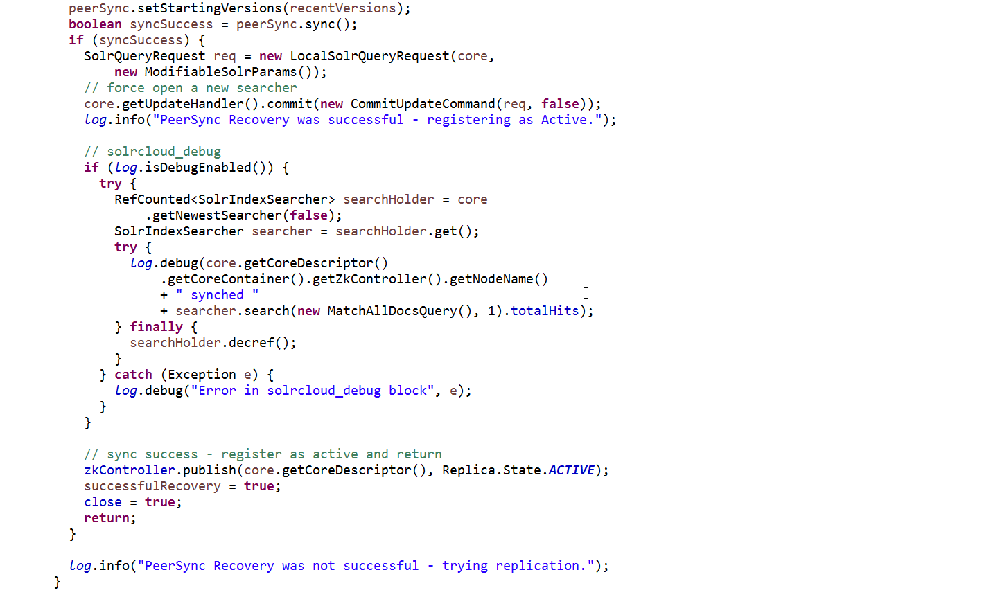 peerSync.setStartingVersions(recentVersions);
boolean syncSuccess = peerSync.sync();
if (syncSuccess) {
SolrQueryRequest req = new LocalSolrQueryRequest(core,
new ModifiableSolrParams());
// force open a new searcher
core.getUpdateHandler().commit(new CommitUpdateCommand(req, false));
log.info("PeerSync Recovery was successful - registering as Active.");
// solrcloud_debug
if (log.isDebugEnabled()) {
try {
RefCounted<SolrIndexSearcher> searchHolder = core
.getNewestSearcher(false);
SolrIndexSearcher searcher = searchHolder.get();
try {
log.debug(core.getCoreDescriptor()
.getCoreContainer().getZkController().getNodeName()
+ " synched "
+ searcher.search(new MatchAllDocsQuery(), 1).totalHits);
} finally {
searchHolder.decref();
}
} catch (Exception e) {
log.debug("Error in solrcloud_debug block", e);
}
}
// sync success - register as active and return
zkController.publish(core.getCoreDescriptor(), Replica.State.ACTIVE);
successfulRecovery = true;
close = true;
return;
}
log.info("PeerSync Recovery was not successful - trying replication.");
}